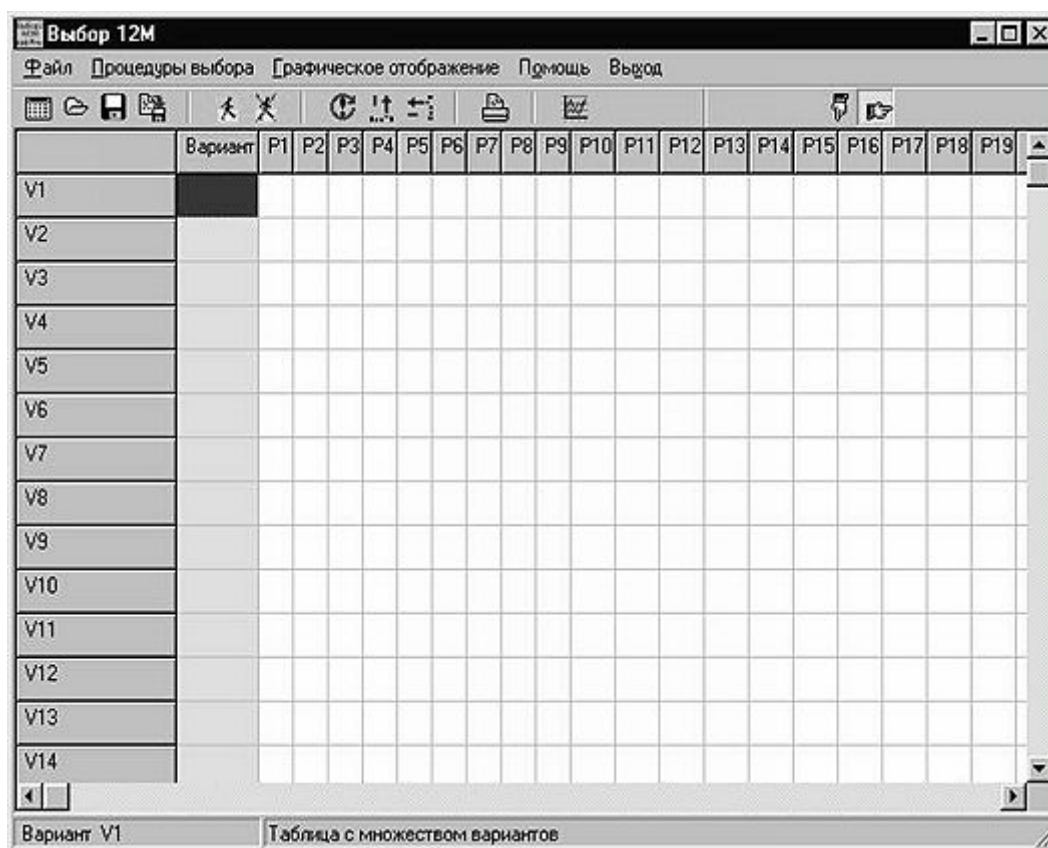 Выбор 12М
Файл Процедуры выбора Графическое отображение Помощь Выход
Вариант P1 P2 P3 P4 P5 P6 P7 P8 P9 P10 P11 P12 P13 P14 P15 P16 P17 P18 P19
V1
V2
V3
V4
V5
V6
V7
V8
V9
V10
V11
V12
V13
V14
Вариант V1 Таблица с множеством вариантов